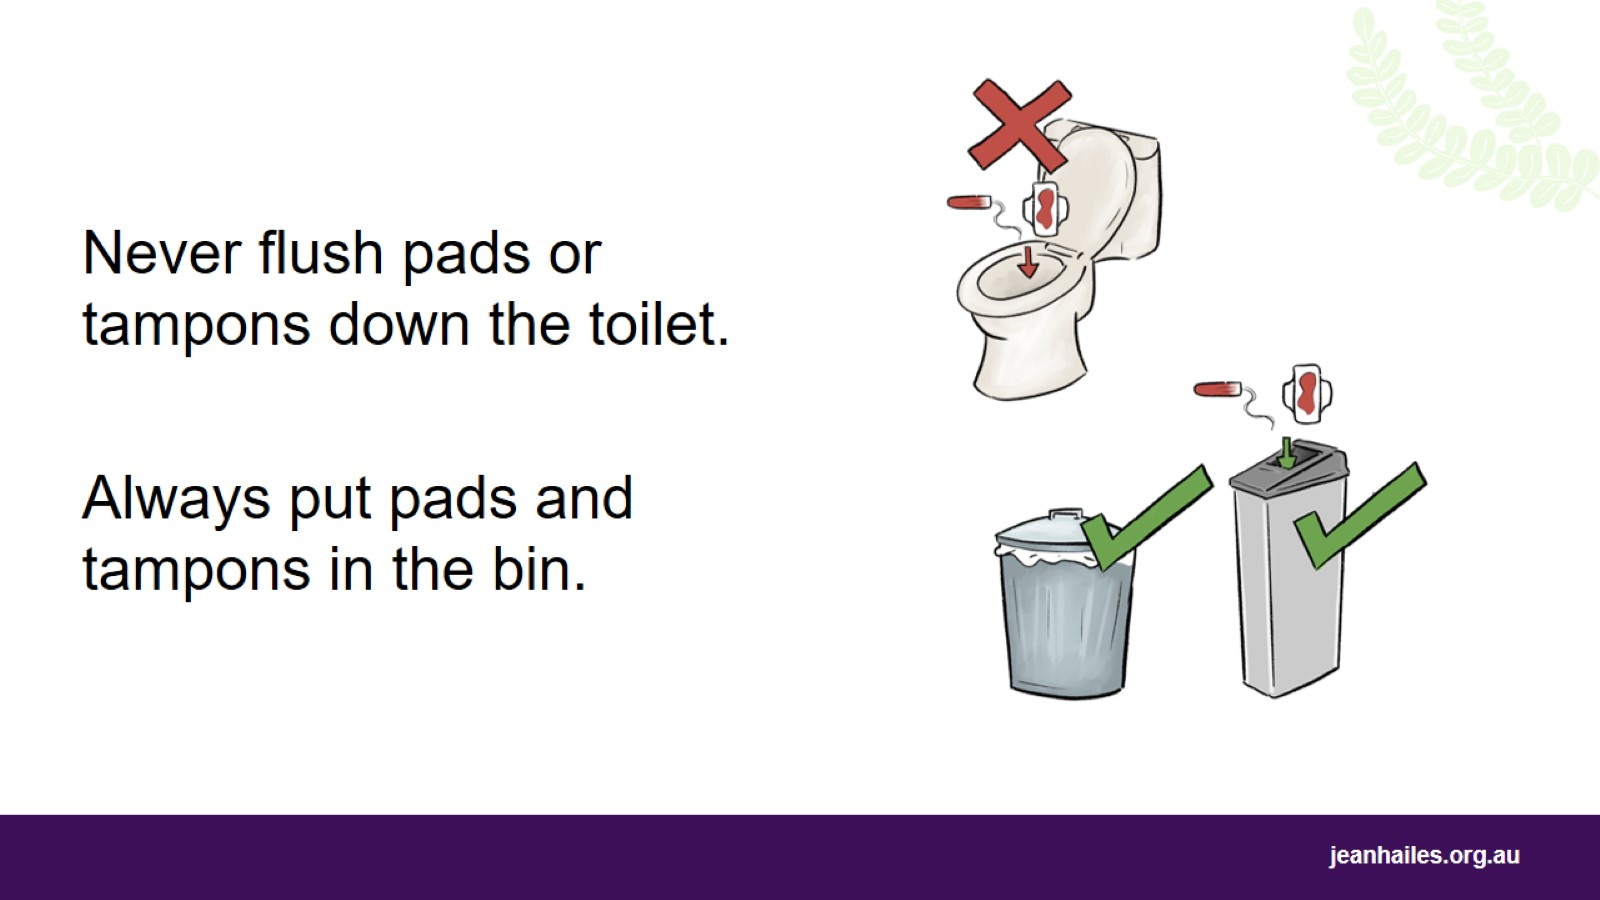 Never flush pads or
tampons down the toilet.
Always put pads and
tampons in the bin.
jeanhailes.org.au